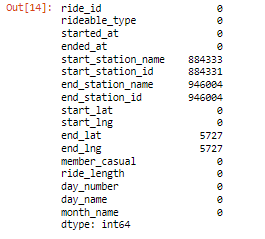 Out[14]: ride_id 0
rideable_type 0
started_at 0
ended_at 0
start_station_name 884333
start_station_id 884331
end_station_name 946004
end_station_id 946004
start_lat 0
start_lng 0
end_lat 5727
end_lng 5727
member_casual 0
ride_length 0
day_number 0
day_name 0
month_name 0
dtype: int64